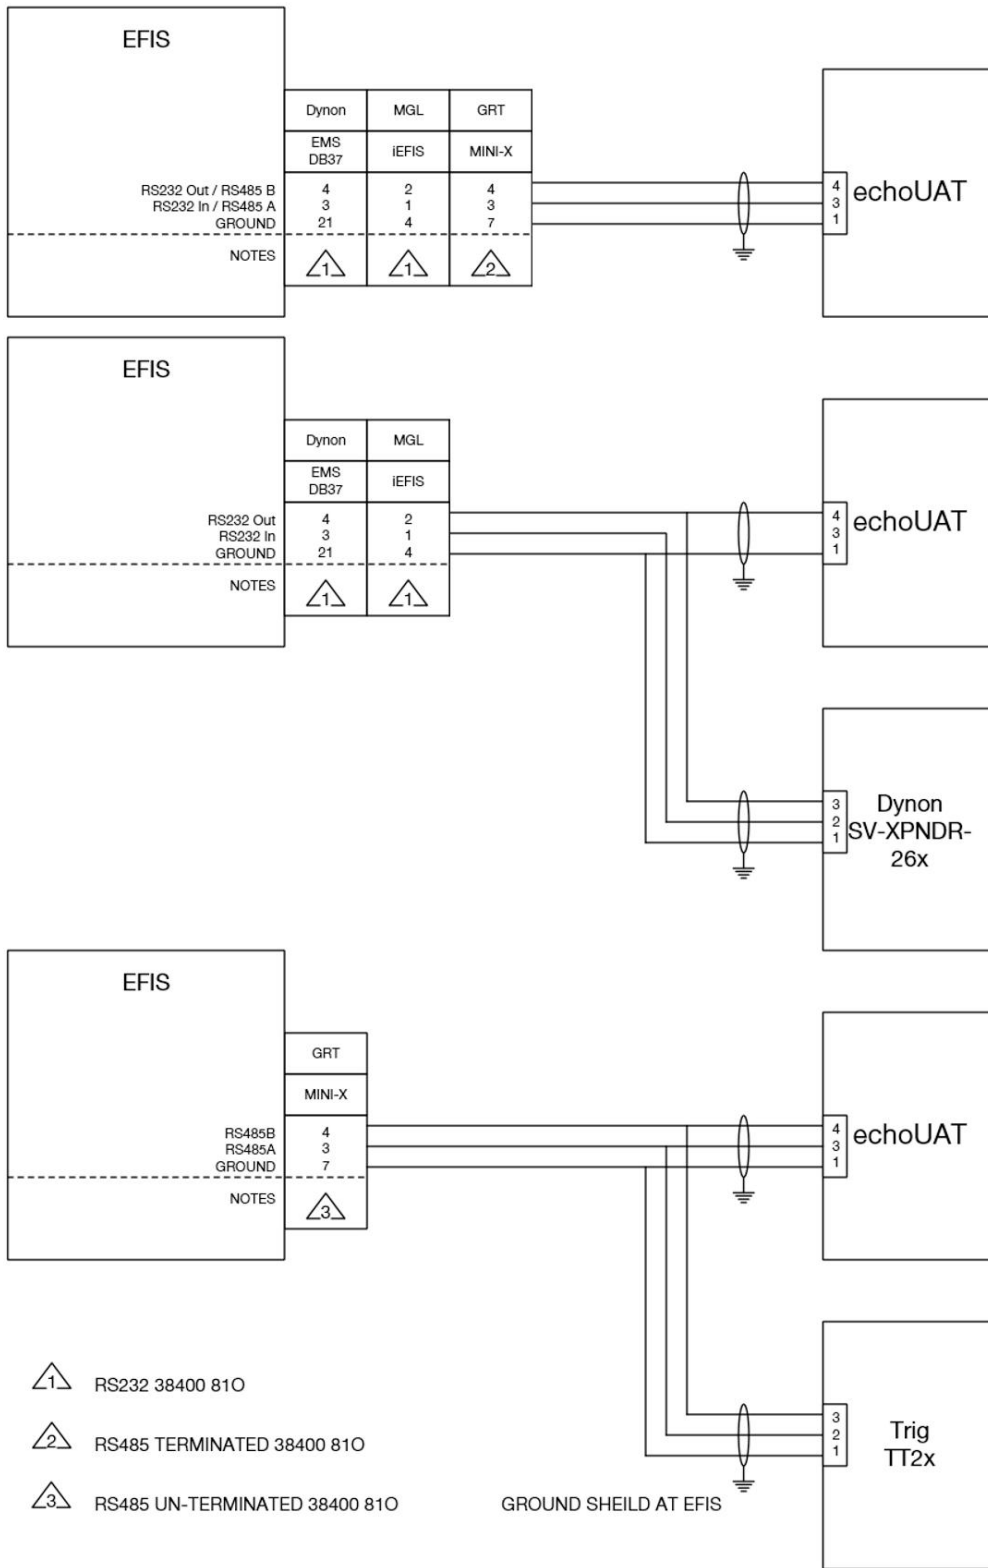 EFIS
Dynon MGL GRT
EMS DB37 iEFIS MINI-X
RS232 Out / RS485 B 4 2 4
RS232 In / RS485 A 3 1 3
GROUND 21 4 7
NOTES 1 1 2
4
3
1
echoUAT
EFIS
Dynon MGL
EMS DB37 iEFIS
RS232 Out 4 2
RS232 In 3 1
GROUND 21 4
NOTES 1 1
4
3
1
echoUAT
3
2
1
Dynon
SV-XPNDR-
26x
EFIS
GRT
MINI-X
RS485B 4
RS485A 3
GROUND 7
NOTES 3
4
3
1
echoUAT
3
2
1
Trig
TT2x
1 RS232 38400 81O
2 RS485 TERMINATED 38400 81O
3 RS485 UN-TERMINATED 38400 81O
GROUND SHEILD AT EFIS